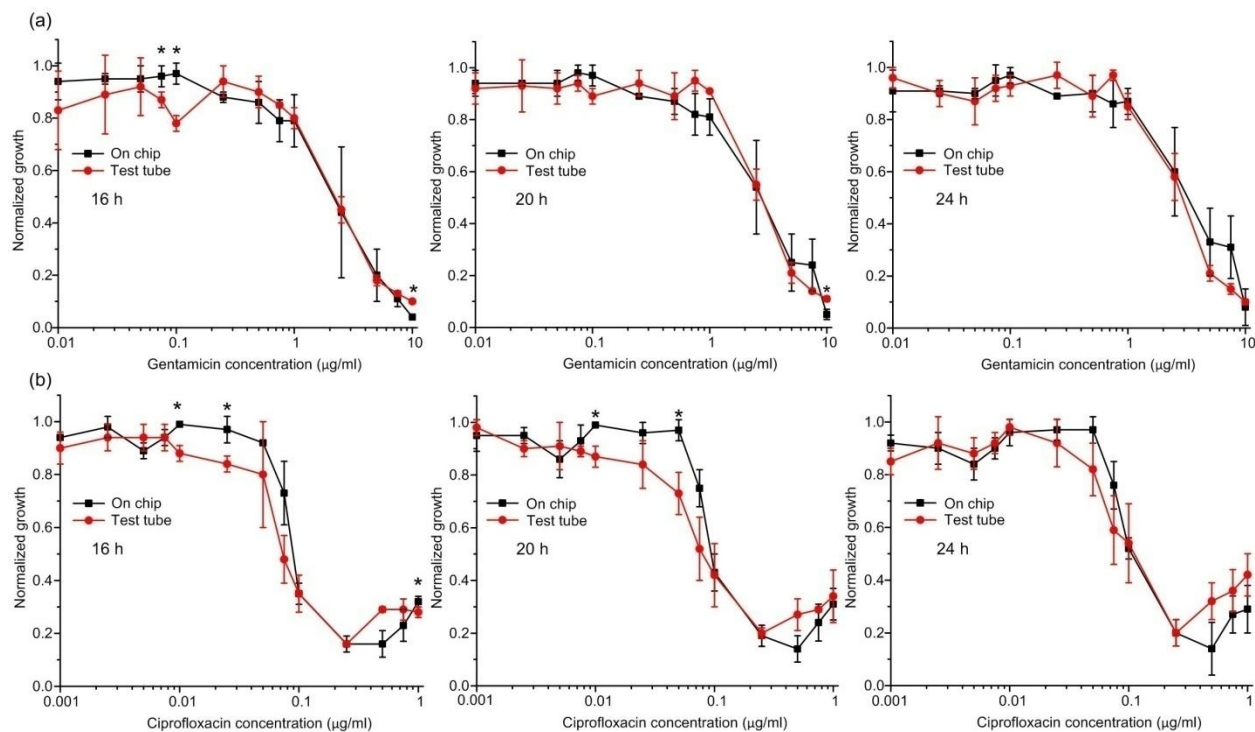 (a)
* *
1.0
0.8
0.6
0.4
0.2
0.0
Normalized growth
On chip
Test tube
16 h
*
0.01 0.1 1 10
Gentamicin concentration (µg/ml)
1.0
0.8
0.6
0.4
0.2
0.0
Normalized growth
On chip
Test tube
20 h
*
0.01 0.1 1 10
Gentamicin concentration (µg/ml)
1.0
0.8
0.6
0.4
0.2
0.0
Normalized growth
On chip
Test tube
24 h
0.01 0.1 1 10
Gentamicin concentration (µg/ml)
(b)
* *
1.0
0.8
0.6
0.4
0.2
0.0
Normalized growth
On chip
Test tube
16 h
*
0.001 0.01 0.1 1
Ciprofloxacin concentration (µg/ml)
* *
1.0
0.8
0.6
0.4
0.2
0.0
Normalized growth
On chip
Test tube
20 h
0.001 0.01 0.1 1
Ciprofloxacin concentration (µg/ml)
1.0
0.8
0.6
0.4
0.2
0.0
Normalized growth
On chip
Test tube
24 h
0.001 0.01 0.1 1
Ciprofloxacin concentration (µg/ml)